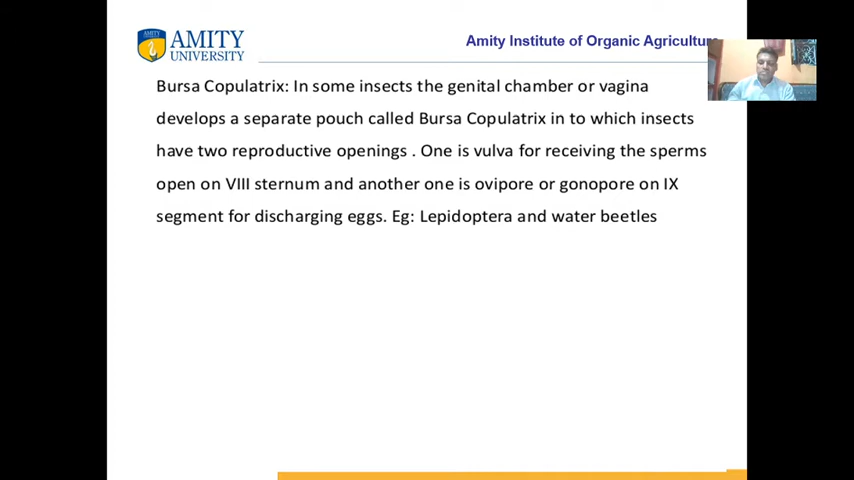 AMITY
AMITY
UNIVERSITY
Amity Institute of Organic Agriculture
Bursa Copulatrix: In some insects the genital chamber or vagina
develops a separate pouch called Bursa Copulatrix in to which insects
have two reproductive openings . One is vulva for receiving the sperms
open on VIII sternum and another one is ovipore or gonopore on IX
segment for discharging eggs. Eg: Lepidoptera and water beetles